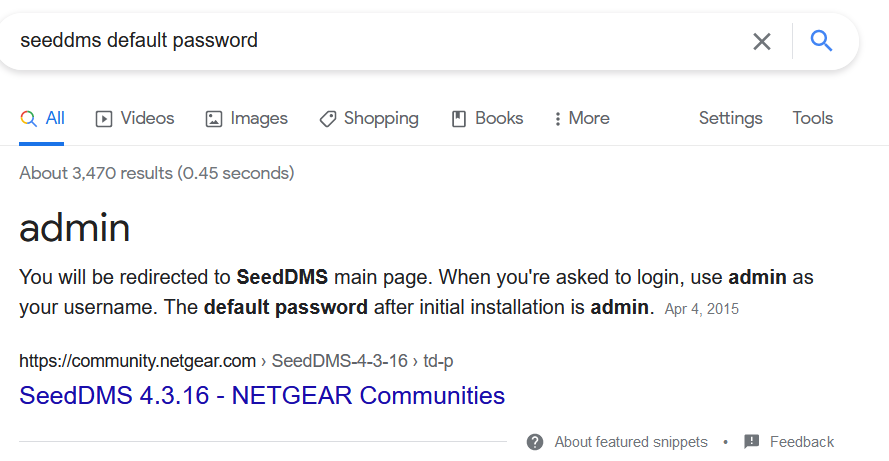 seeddms default password
All Videos Images Shopping Books More Settings Tools
About 3,470 results (0.45 seconds)
admin
You will be redirected to SeedDMS main page. When you're asked to login, use admin as
your username. The default password after initial installation is admin. Apr 4, 2015
https://community.netgear.com › SeedDMS-4-3-16 › td-p
SeedDMS 4.3.16 - NETGEAR Communities
About featured snippets • Feedback